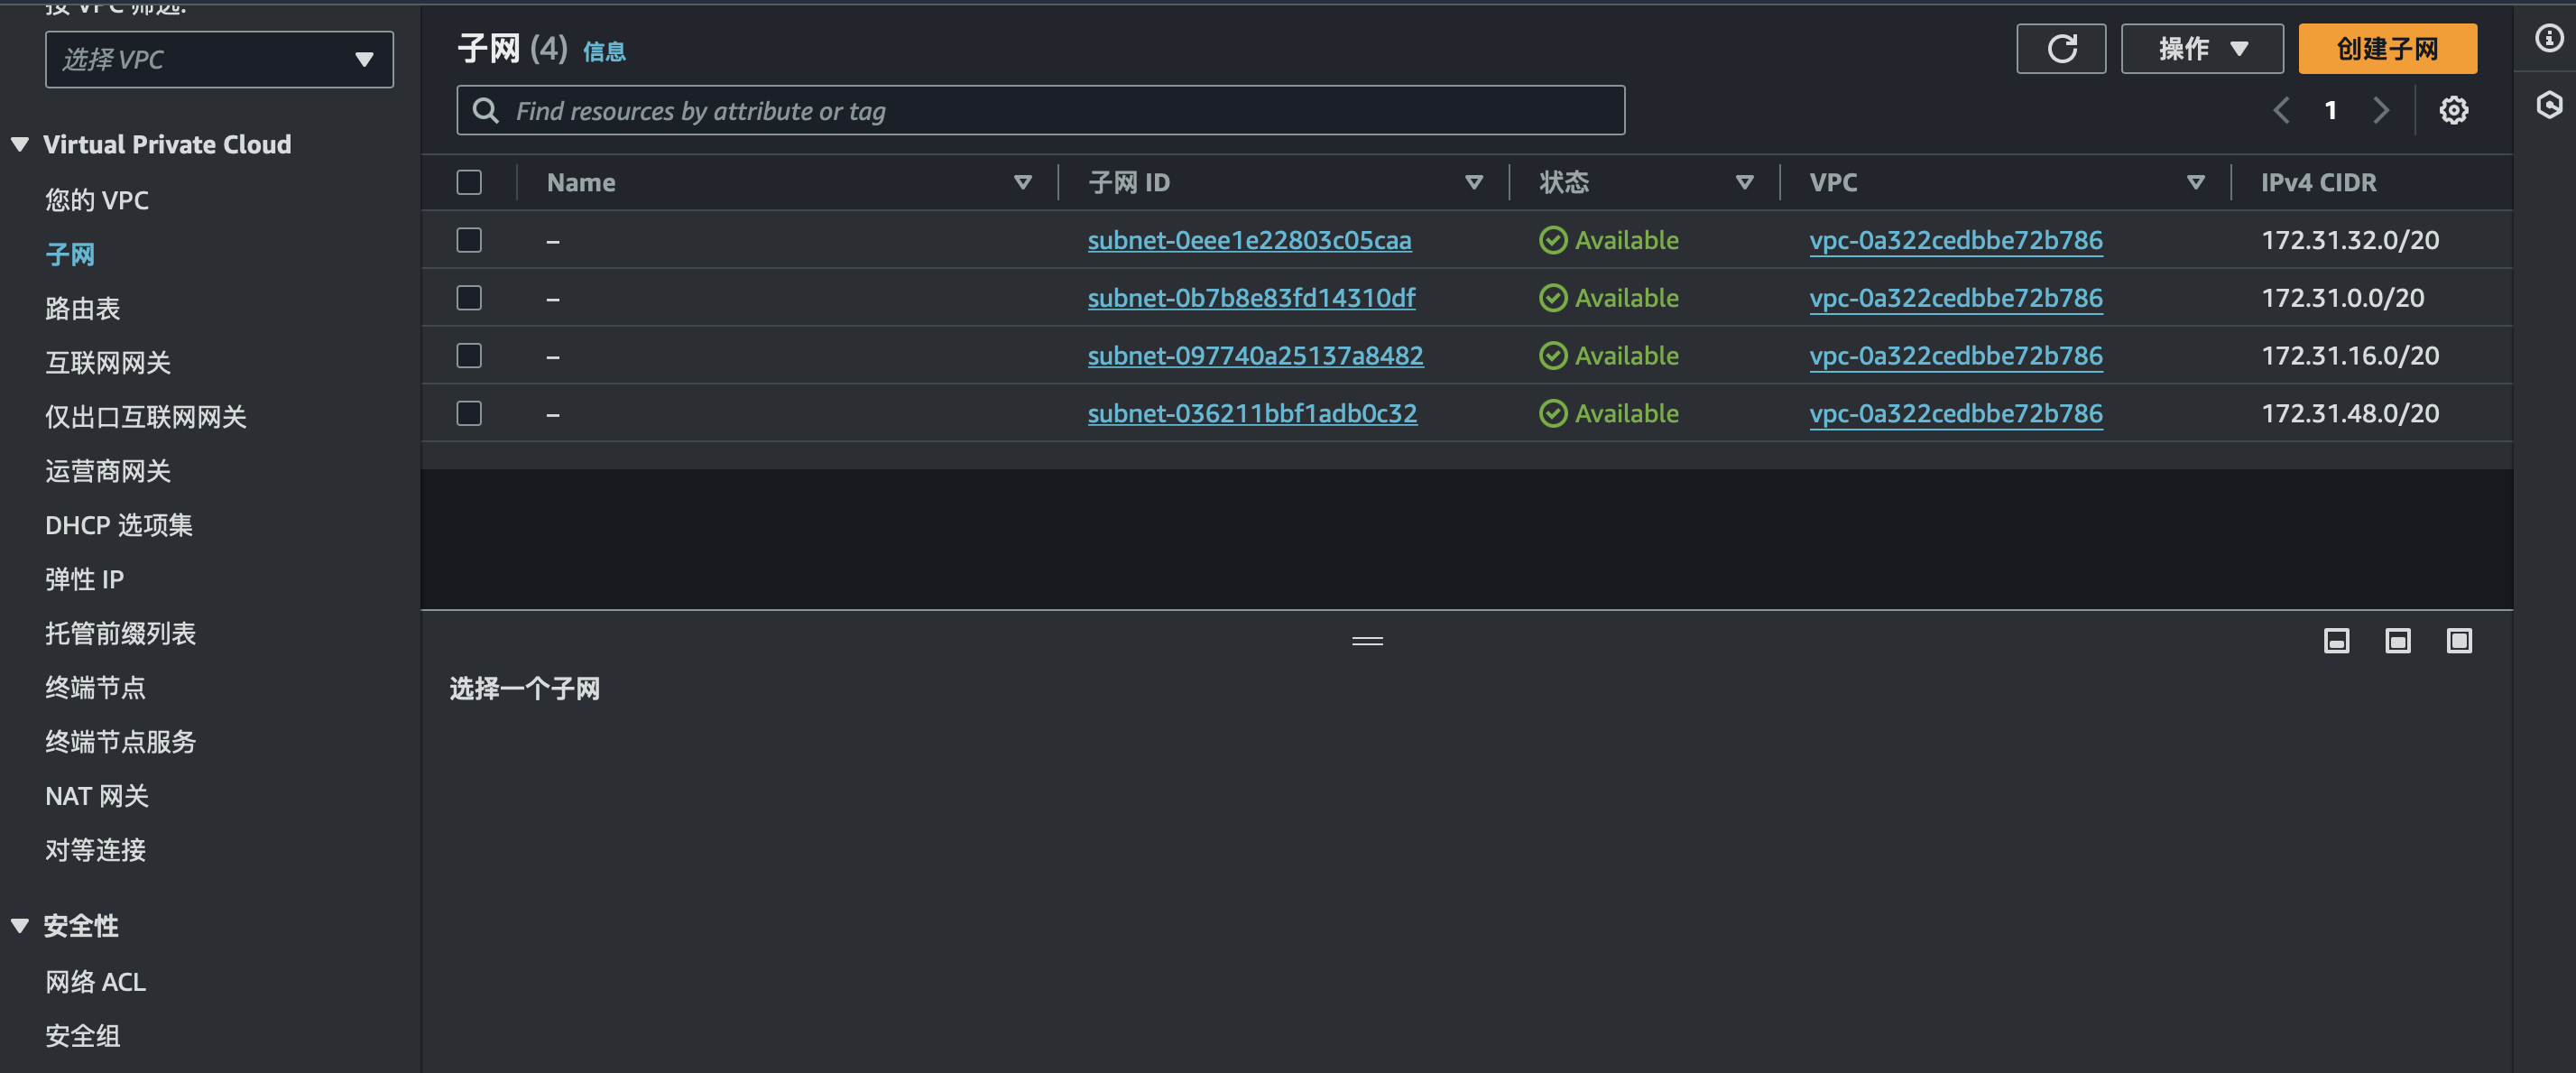 按 VPC 筛选:
选择 VPC
Virtual Private Cloud
您的 VPC
子网
路由表
互联网网关
仅出口互联网网关
运营商网关
DHCP 选项集
弹性 IP
托管前缀列表
终端节点
终端节点服务
NAT 网关
对等连接
安全性
网络 ACL
安全组
子网 (4) 信息
操作
创建子网
Find resources by attribute or tag
1
Name 子网 ID 状态 VPC IPv4 CIDR
– subnet-0eee1e22803c05caa Available vpc-0a322cedbbe72b786 172.31.32.0/20
– subnet-0b7b8e83fd14310df Available vpc-0a322cedbbe72b786 172.31.0.0/20
– subnet-097740a25137a8482 Available vpc-0a322cedbbe72b786 172.31.16.0/20
– subnet-036211bbf1adb0c32 Available vpc-0a322cedbbe72b786 172.31.48.0/20
选择一个子网